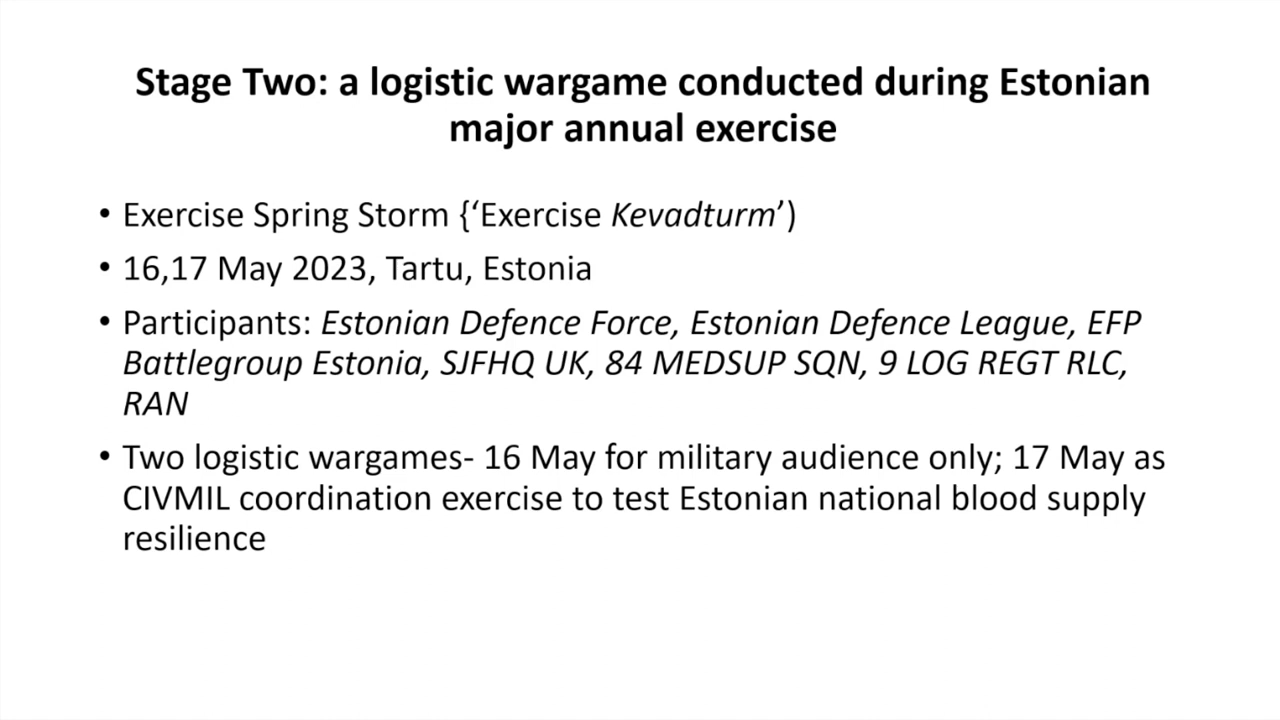 Stage Two: a logistic wargame conducted during Estonian
major annual exercise
• Exercise Spring Storm {‘Exercise Kevadturm’)
• 16,17 May 2023, Tartu, Estonia
• Participants: Estonian Defence Force, Estonian Defence League, EFP
Battlegroup Estonia, SJFHQ UK, 84 MEDSUP SQN, 9 LOG REGT RLC,
RAN
• Two logistic wargames- 16 May for military audience only; 17 May as
CIVMIL coordination exercise to test Estonian national blood supply
resilience